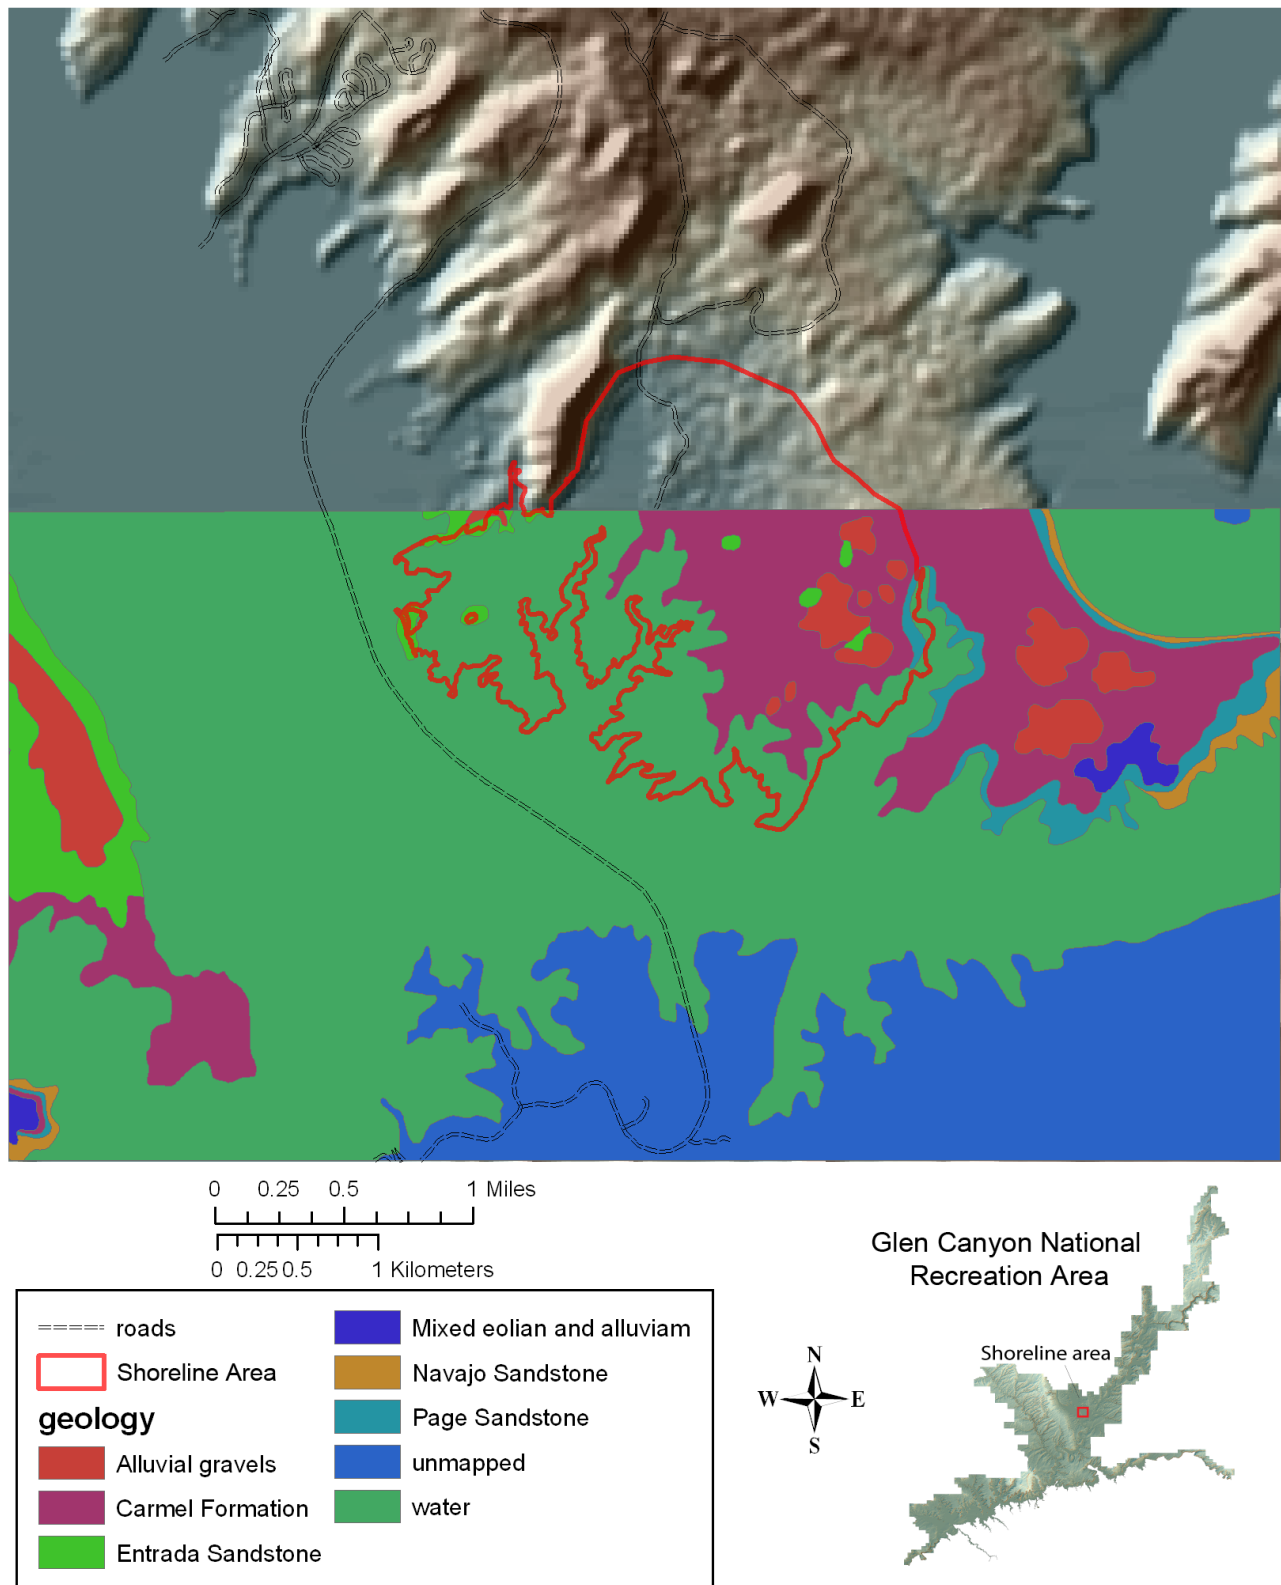 0 0.25 0.5 1 Miles
0 0.25 0.5 1 Kilometers
Glen Canyon National
Recreation Area
Shoreline area
N
W E
S
roads
Shoreline Area
geology
Alluvial gravels
Carmel Formation
Entrada Sandstone
Mixed eolian and alluviam
Navajo Sandstone
Page Sandstone
unmapped
water